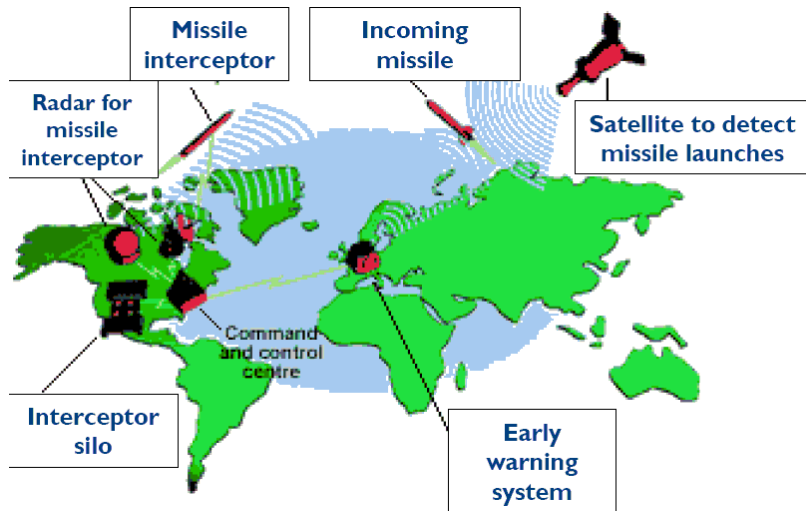 Missile
interceptor
Incoming
missile
Radar for
missile
interceptor
Satellite to detect
missile launches
Command
and control
centre
Interceptor
silo
Early
warning
system